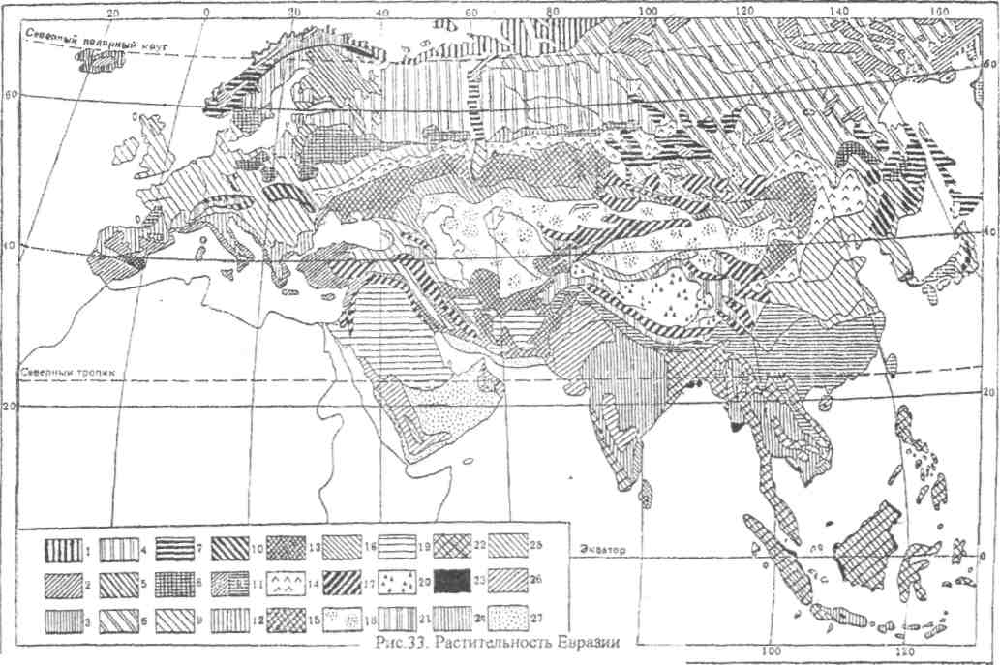 20 0 20 40 60 80 100 120 140 160
Северный полярный круг
60 60
40 40
Северный тропик
20 20
Экватор 0
1 4 7 10 13 16 19 22 25
2 5 8 11 14 17 20 23 26
3 6 9 12 15 18 21 24 27
Рис.33. Растительность Евразии
100 120